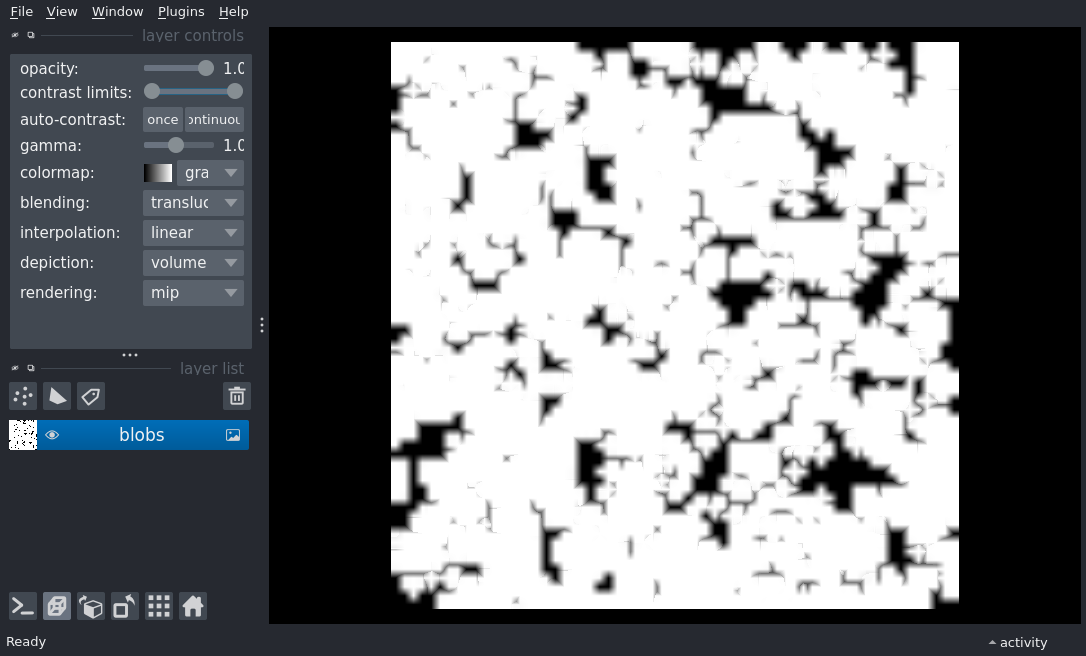 File View Window Plugins Help
layer controls
opacity: 1.0
contrast limits:
auto-contrast: once ontinuou
gamma: 1.0
colormap: gra
blending: transluc
interpolation: linear
depiction: volume
rendering: mip
layer list
blobs
Ready activity